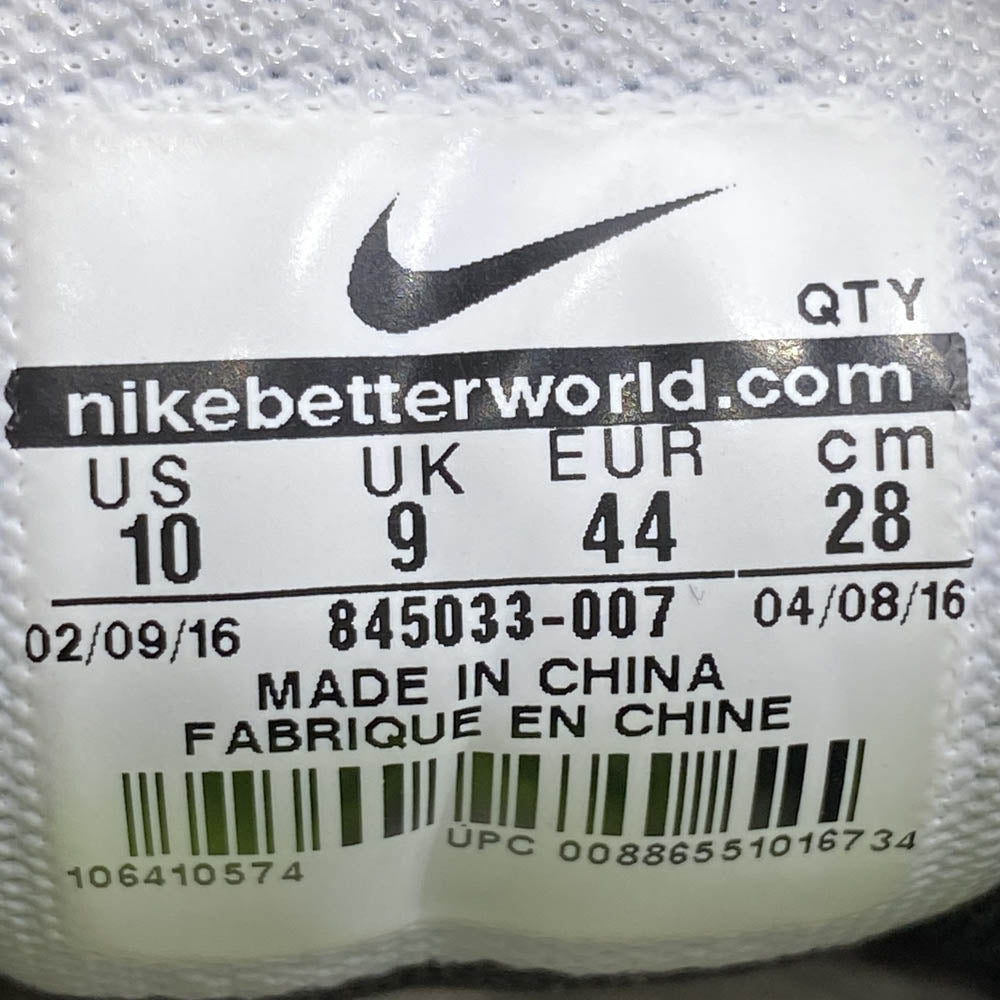 QTY
nikebetterworld.com
US UK EUR cm
10 9 44 28
02/09/16 845033-007 04/08/16
MADE IN CHINA
FABRIQUE EN CHINE
106410574 UPC 00886551016734